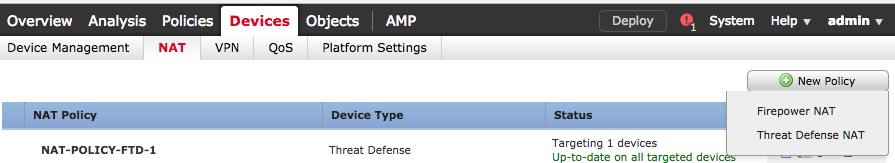 Overview Analysis Policies Devices Objects AMP Deploy 1 System Help admin
Device Management NAT VPN QoS Platform Settings
New Policy
Firepower NAT
Threat Defense NAT
NAT Policy Device Type Status
NAT-POLICY-FTD-1 Threat Defense Targeting 1 devices
Up-to-date on all targeted devices